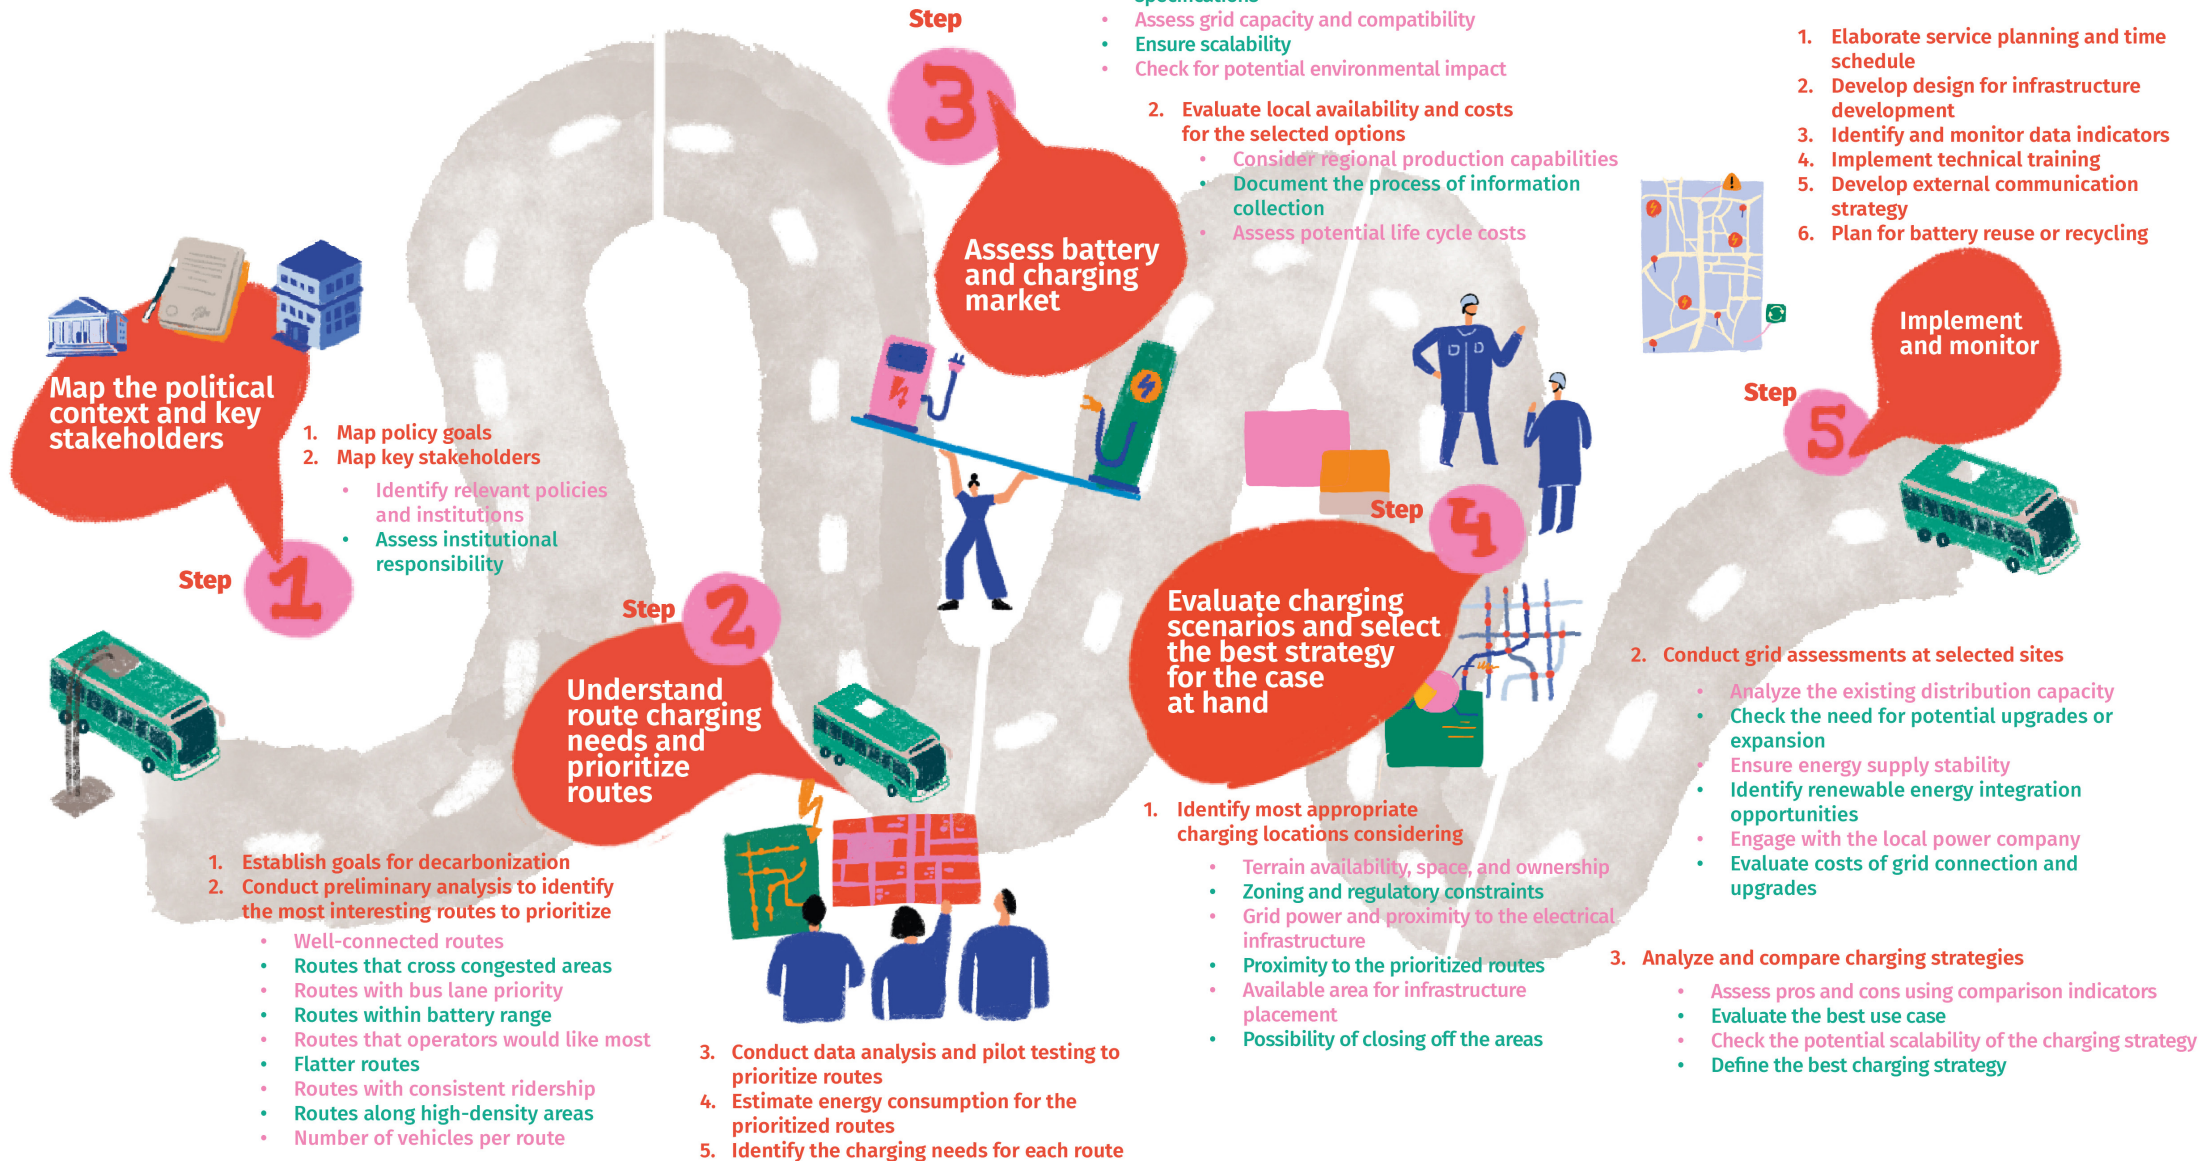 Map the political
context and key
stakeholders
Step
1
1. Map policy goals
2. Map key stakeholders
• Identify relevant policies
and institutions
• Assess institutional
responsibility
Step
2
Understand
route charging
needs and
prioritize
routes
1. Establish goals for decarbonization
2. Conduct preliminary analysis to identify
the most interesting routes to prioritize
• Well-connected routes
• Routes that cross congested areas
• Routes with bus lane priority
• Routes within battery range
• Routes that operators would like most
• Flatter routes
• Routes with consistent ridership
• Routes along high-density areas
• Number of vehicles per route
3. Conduct data analysis and pilot testing to
prioritize routes
4. Estimate energy consumption for the
prioritized routes
5. Identify the charging needs for each route
Step
3
Assess battery
and charging
market
• Assess grid capacity and compatibility
• Ensure scalability
• Check for potential environmental impact
2. Evaluate local availability and costs
for the selected options
• Consider regional production capabilities
• Document the process of information
collection
• Assess potential life cycle costs
Step
4
Evaluate charging
scenarios and select
the best strategy
for the case
at hand
1. Identify most appropriate
charging locations considering
• Terrain availability, space, and ownership
• Zoning and regulatory constraints
• Grid power and proximity to the electrical
infrastructure
• Proximity to the prioritized routes
• Available area for infrastructure
placement
• Possibility of closing off the areas
2. Conduct grid assessments at selected sites
• Analyze the existing distribution capacity
• Check the need for potential upgrades or
expansion
• Ensure energy supply stability
• Identify renewable energy integration
opportunities
• Engage with the local power company
• Evaluate costs of grid connection and
upgrades
3. Analyze and compare charging strategies
• Assess pros and cons using comparison indicators
• Evaluate the best use case
• Check the potential scalability of the charging strategy
• Define the best charging strategy
Step
5
Implement
and monitor
1. Elaborate service planning and time
schedule
2. Develop design for infrastructure
development
3. Identify and monitor data indicators
4. Implement technical training
5. Develop external communication
strategy
6. Plan for battery reuse or recycling